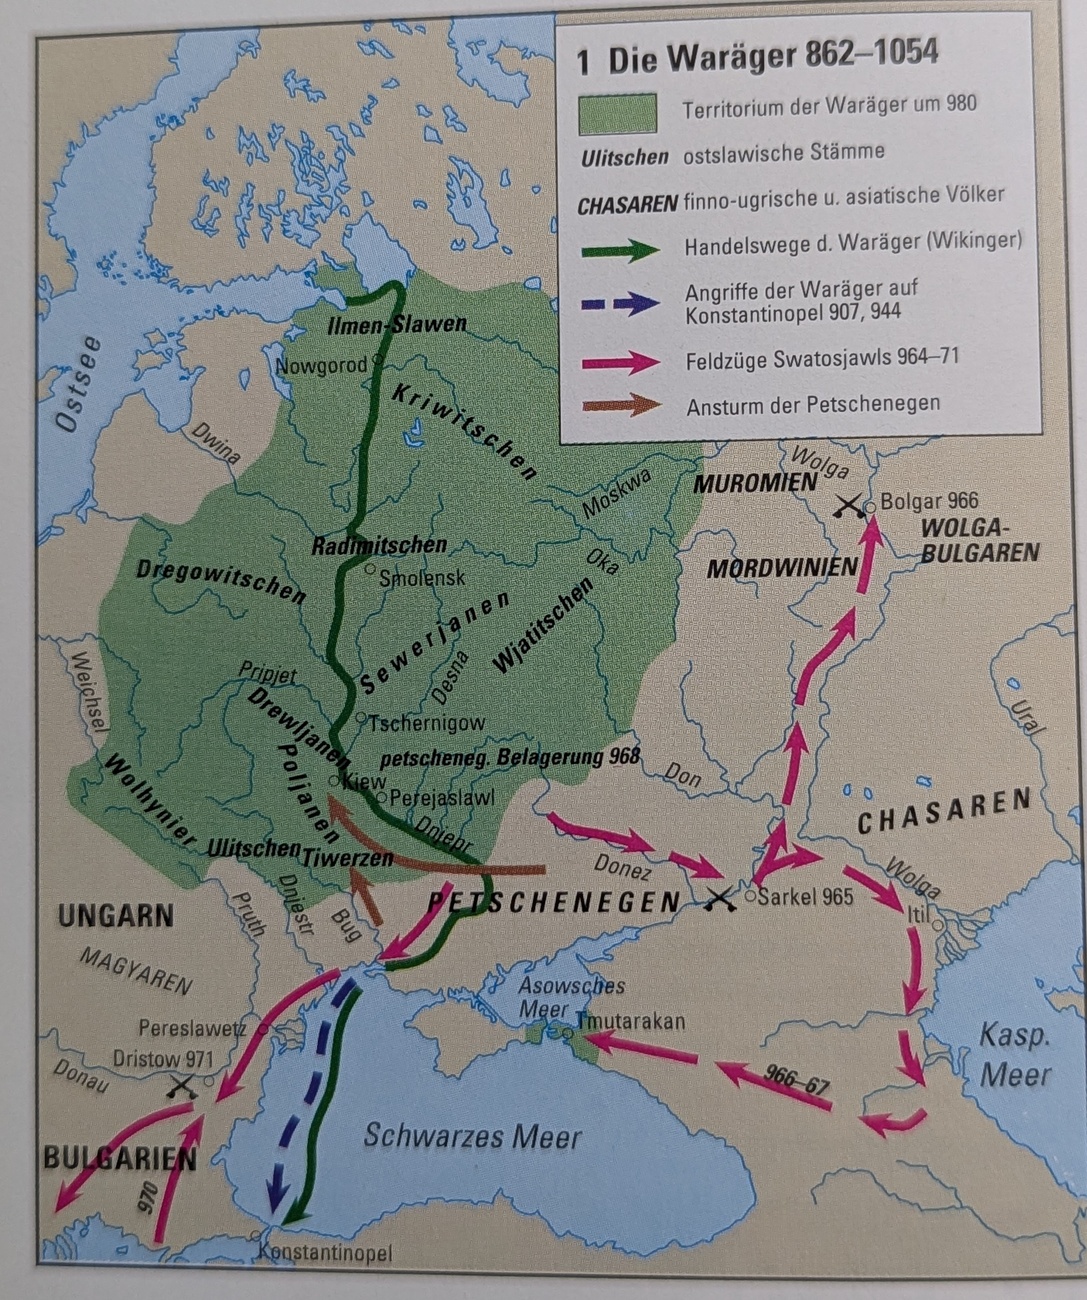 1 Die Waräger 862–1054
Territorium der Waräger um 980
Ulitschen ostslawische Stämme
CHASAREN finno-ugrische u. asiatische Völker
Handelswege d. Waräger (Wikinger)
Angriffe der Waräger auf
Konstantinopel 907, 944
Feldzüge Swatosjawls 964–71
Ansturm der Petschenegen
Ostsee
Ilmen-Slawen
Nowgorod
Kriwitschen
Dwina
Moskwa
MUROMIEN
Wolga
Bolgar 966
WOLGA-
BULGAREN
MORDWINIEN
Radimitschen
Smolensk
Oka
Dregowitschen
Sewerjanen
Wjatitschen
Desna
Weichsel
Pripjet
Drewljanen
Tschernigow
petscheneg. Belagerung 968
Ural
Don
Poljanen
Kiew
Perejaslawl
Wolhynier
Dnjepr
CHASAREN
Ulitschen
Tiwerzen
Donez
Wolga
Sarkel 965
Itil
PETSCHENEGEN
UNGARN
Pruth
Dnjestr
Bug
MAGYAREN
Asowsches
Meer
Tmutarakan
Pereslawetz
Kasp.
Meer
Dristow 971
Donau
966–67
Schwarzes Meer
BULGARIEN
970
Konstantinopel